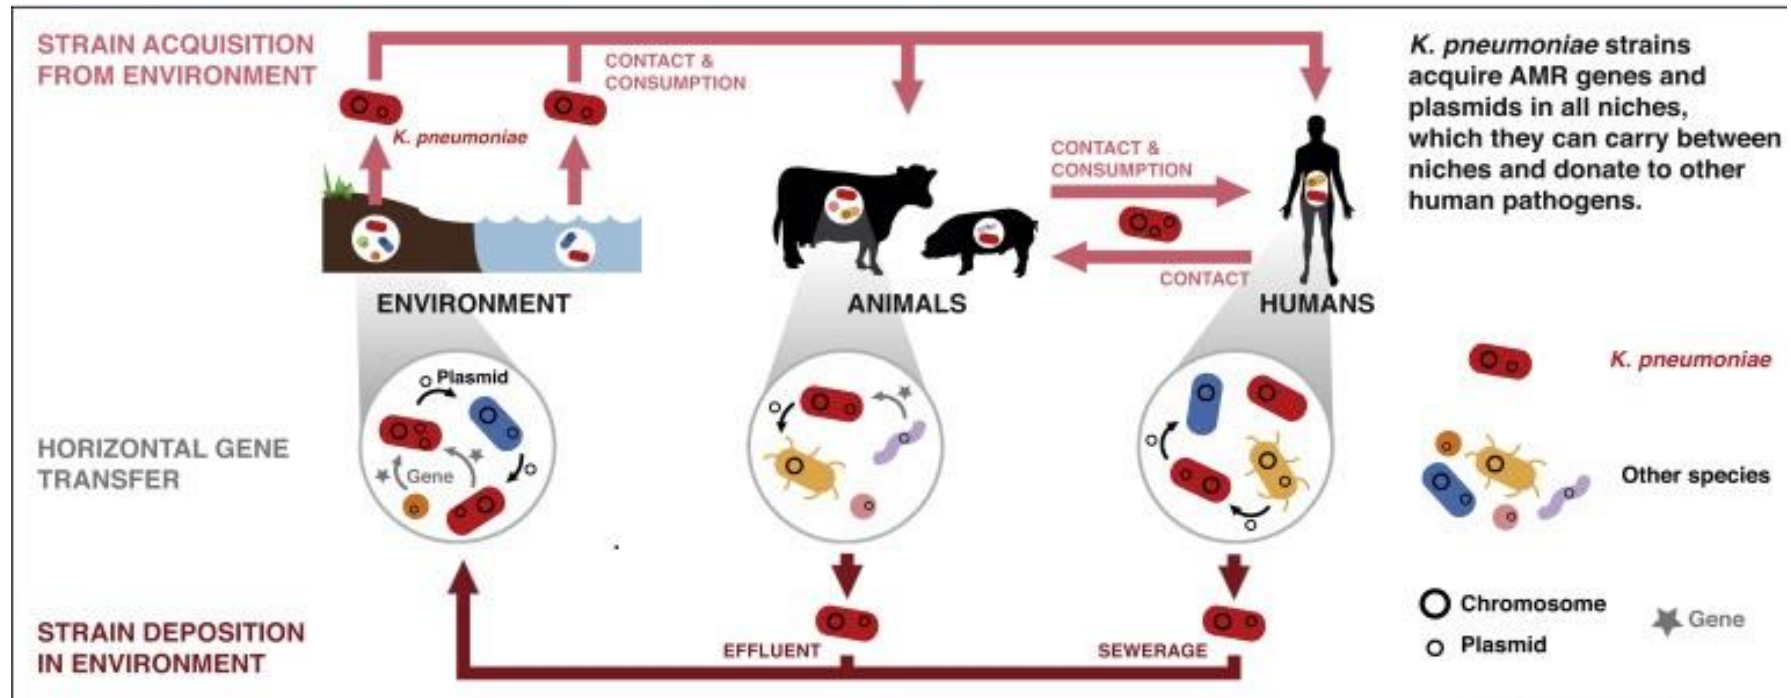 STRAIN ACQUISITION
FROM ENVIRONMENT
CONTACT &
CONSUMPTION
K. pneumoniae
CONTACT &
CONSUMPTION
CONTACT
K. pneumoniae strains
acquire AMR genes and
plasmids in all niches,
which they can carry between
niches and donate to other
human pathogens.
ENVIRONMENT
ANIMALS
HUMANS
HORIZONTAL GENE
TRANSFER
Plasmid
Gene
K. pneumoniae
Other species
STRAIN DEPOSITION
IN ENVIRONMENT
EFFLUENT
SEWERAGE
Chromosome
Plasmid
Gene